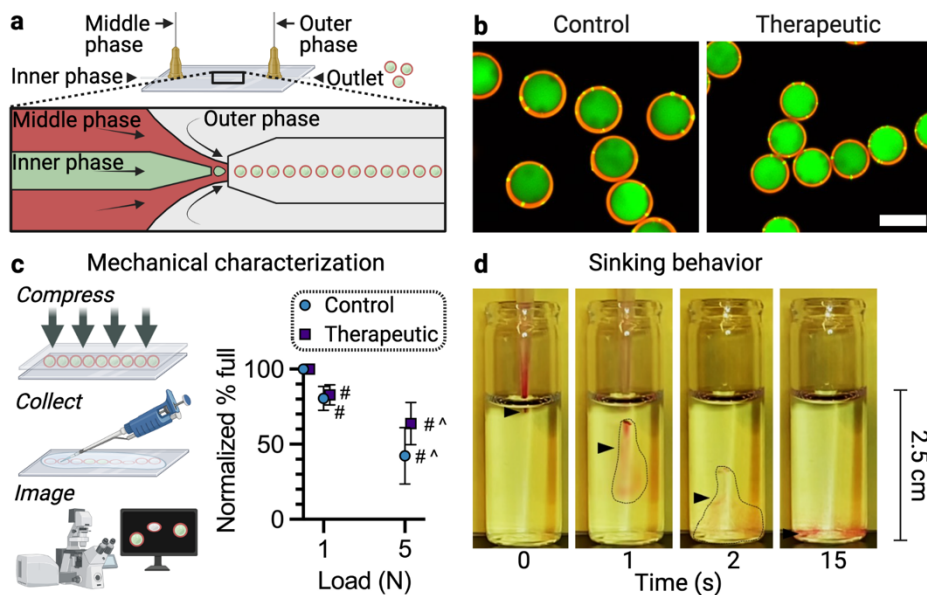 a
Middle
phase
Outer
phase
Inner phase
Outlet
Middle phase
Outer phase
Inner phase
b
Control
Therapeutic
c
Mechanical characterization
Compress
Collect
Image
Control
Therapeutic
Normalized % full
100
50
0
#
#
# ^
# ^
1
5
Load (N)
d
Sinking behavior
2.5 cm
0
1
2
15
Time (s)